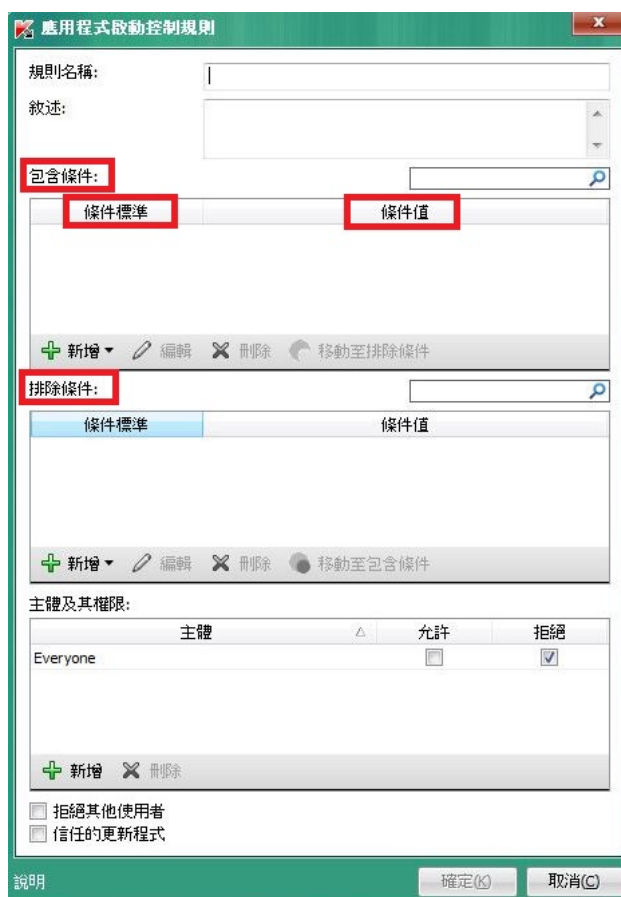 應用程式啟動控制規則
規則名稱:
敘述:
包含條件:
條件標準 條件值
新增 編輯 刪除 移動至排除條件
排除條件:
條件標準 條件值
新增 編輯 刪除 移動至包含條件
主體及其權限:
主體 允許 拒絕
Everyone
新增 刪除
拒絕其他使用者
信任的更新程式
說明 確定(K) 取消(C)